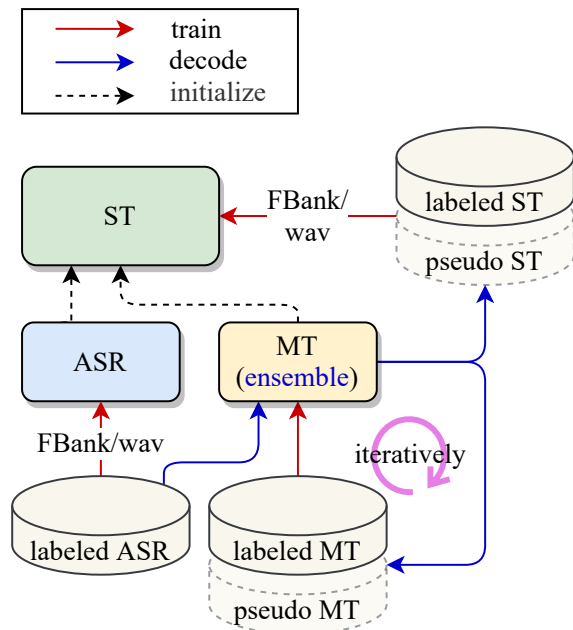 train
decode
initialize
labeled ST
FBank/
wav
ST
pseudo ST
ASR
MT
(ensemble)
FBank/wav
iteratively
labeled ASR
labeled MT
pseudo MT